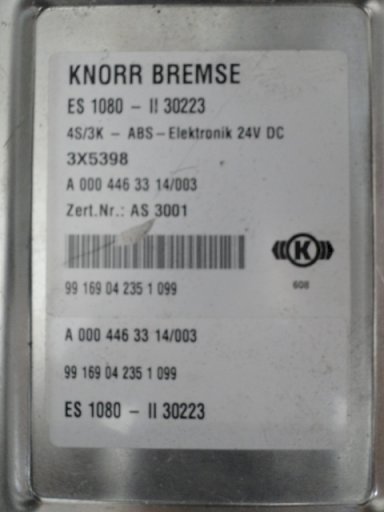 KNORR BREMSE
ES 1080 - II 30223
4S/3K - ABS-Elektronik 24V DC
3X5398
A 000 446 33 14/003
Zert.Nr.: AS 3001
K
99 169 04 235 1 099
608
A 000 446 33 14/003
99 169 04 235 1 099
ES 1080 - II 30223